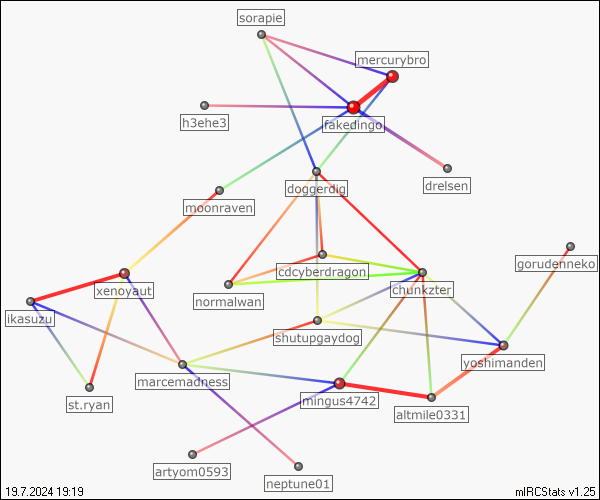 sorapie
mercurybro
h3ehe3
fakedingo
doggerdig
drelsen
moonraven
cdcyberdragon
gorudenneko
xenoyaut
normalwan
chunkzter
ikasuzu
shutupgaydog
yoshimanden
marcemadness
st.ryan
mingus4742
altmile0331
artyom0593
neptune01
19.7.2024 19:19
mIRCStats v1.25